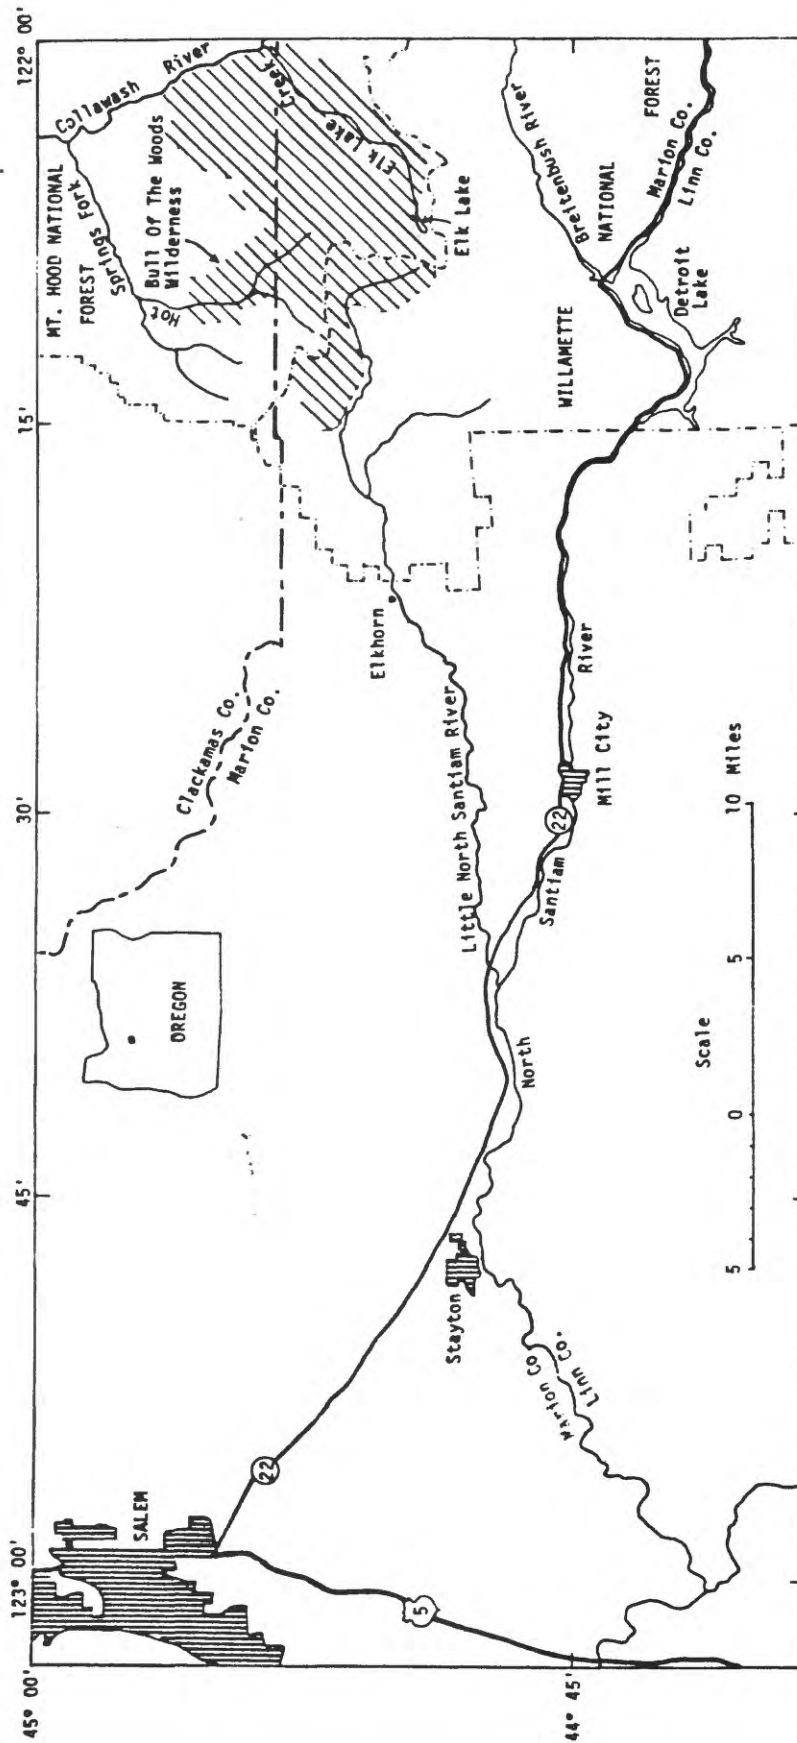 45° 00'
123° 00'
45'
30'
15'
122° 00'
44° 45'
SALEM
22
5
OREGON
Clackamas Co.
Marion Co.
MT. HOOD NATIONAL
FOREST
Collawash River
Hot Springs Fork
Bull Of The Woods
Wilderness
Elk Lake Creek
Elk Lake
Elkhorn
Little North Santiam River
Stayton
North Santiam River
22
Mill City
Marion Co
Linn Co.
WILLAMETTE
NATIONAL
FOREST
Breitenbush River
Detroit
Lake
Marion Co.
Linn Co.
Scale
5 0 5 10 Miles